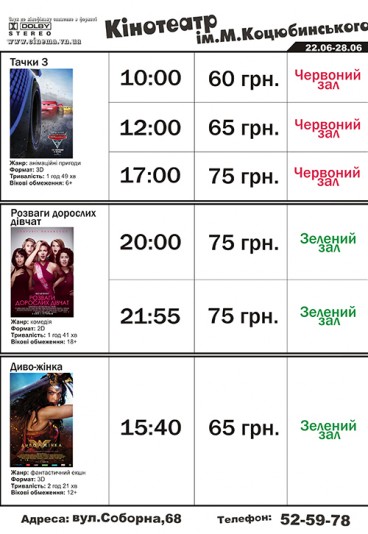 DOLBY
STEREO
www.cinema.vn.ua
Кінотеатр
ім.М.Коцюбинського
22.06-28.06
Тачки 3
10:00 60 грн. Червоний зал
12:00 65 грн. Червоний зал
17:00 75 грн. Червоний зал
Жанр: анімаційні пригоди
Формат: 3D
Тривалість: 1 год 49 хв
Вікові обмеження: 6+
Розваги дорослих
дівчат
20:00 75 грн. Зелений зал
21:55 75 грн. Зелений зал
РОЗВАГИ
ДОРОСЛИХ ДІВЧАТ
Жанр: комедія
Формат: 2D
Тривалість: 1 год 41 хв
Вікові обмеження: 18+
Диво-жінка
15:40 65 грн. Зелений зал
Жанр: фантастичний екшн
Формат: 3D
Тривалість: 2 год 21 хв
Вікові обмеження: 12+
Адреса: вул.Соборна,68 Телефон: 52-59-78